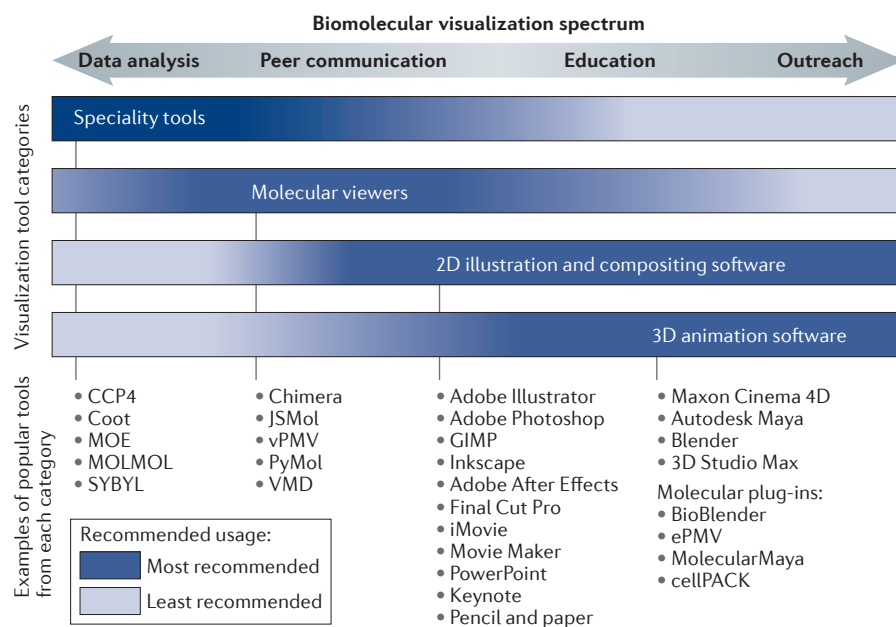 Biomolecular visualization spectrum
Data analysis Peer communication Education Outreach
Visualization tool categories
Speciality tools
Molecular viewers
2D illustration and compositing software
3D animation software
Examples of popular tools
from each category
• CCP4
• Coot
• MOE
• MOLMOL
• SYBYL
• Chimera
• JSMol
• vPMV
• PyMol
• VMD
• Adobe Illustrator
• Adobe Photoshop
• GIMP
• Inkscape
• Adobe After Effects
• Final Cut Pro
• iMovie
• Movie Maker
• PowerPoint
• Keynote
• Pencil and paper
• Maxon Cinema 4D
• Autodesk Maya
• Blender
• 3D Studio Max
Molecular plug-ins:
• BioBlender
• ePMV
• MolecularMaya
• cellPACK
Recommended usage:
Most recommended
Least recommended